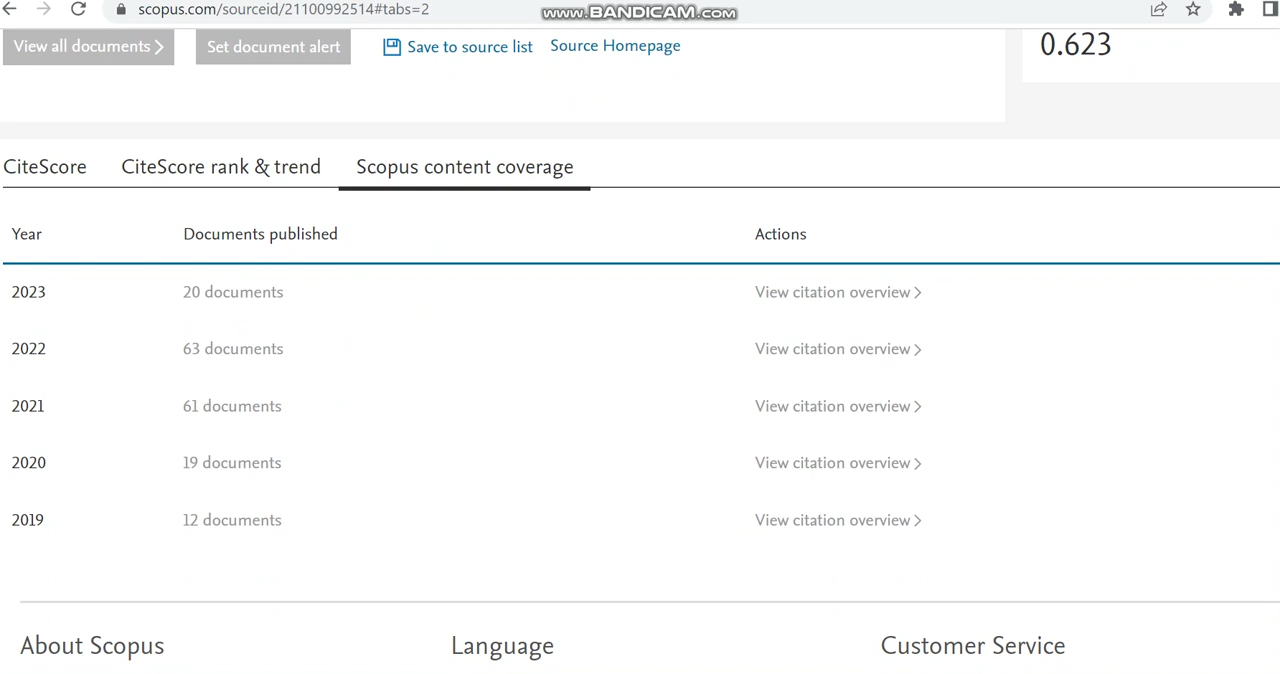 scopus.com/sourceid/21100992514#tabs=2
www.BANDICAM.com
View all documents
Set document alert
Save to source list
Source Homepage
0.623
CiteScore
CiteScore rank & trend
Scopus content coverage
Year Documents published Actions
2023 20 documents View citation overview
2022 63 documents View citation overview
2021 61 documents View citation overview
2020 19 documents View citation overview
2019 12 documents View citation overview
About Scopus Language Customer Service